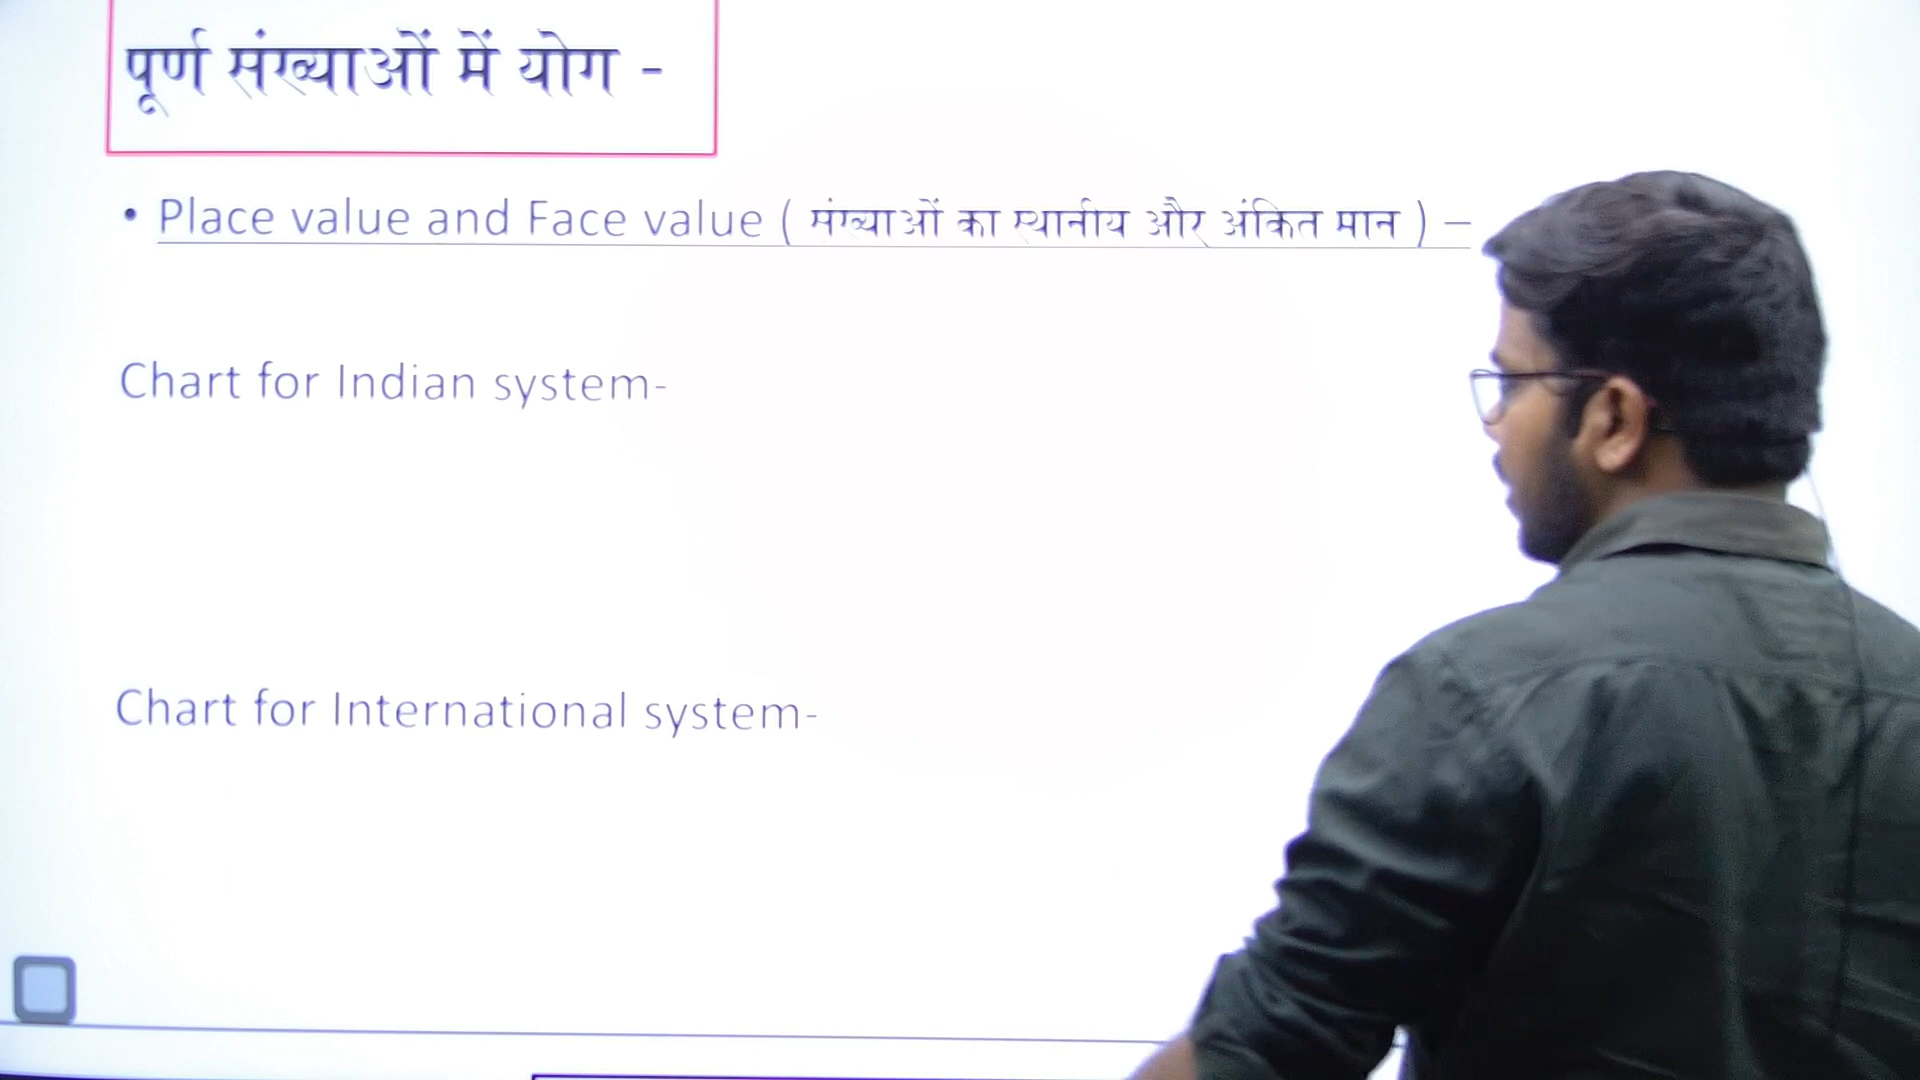 पूर्ण संख्याओं में योग -
• Place value and Face value ( संख्याओं का स्थानीय और अंकित मान ) –
Chart for Indian system-
Chart for International system-